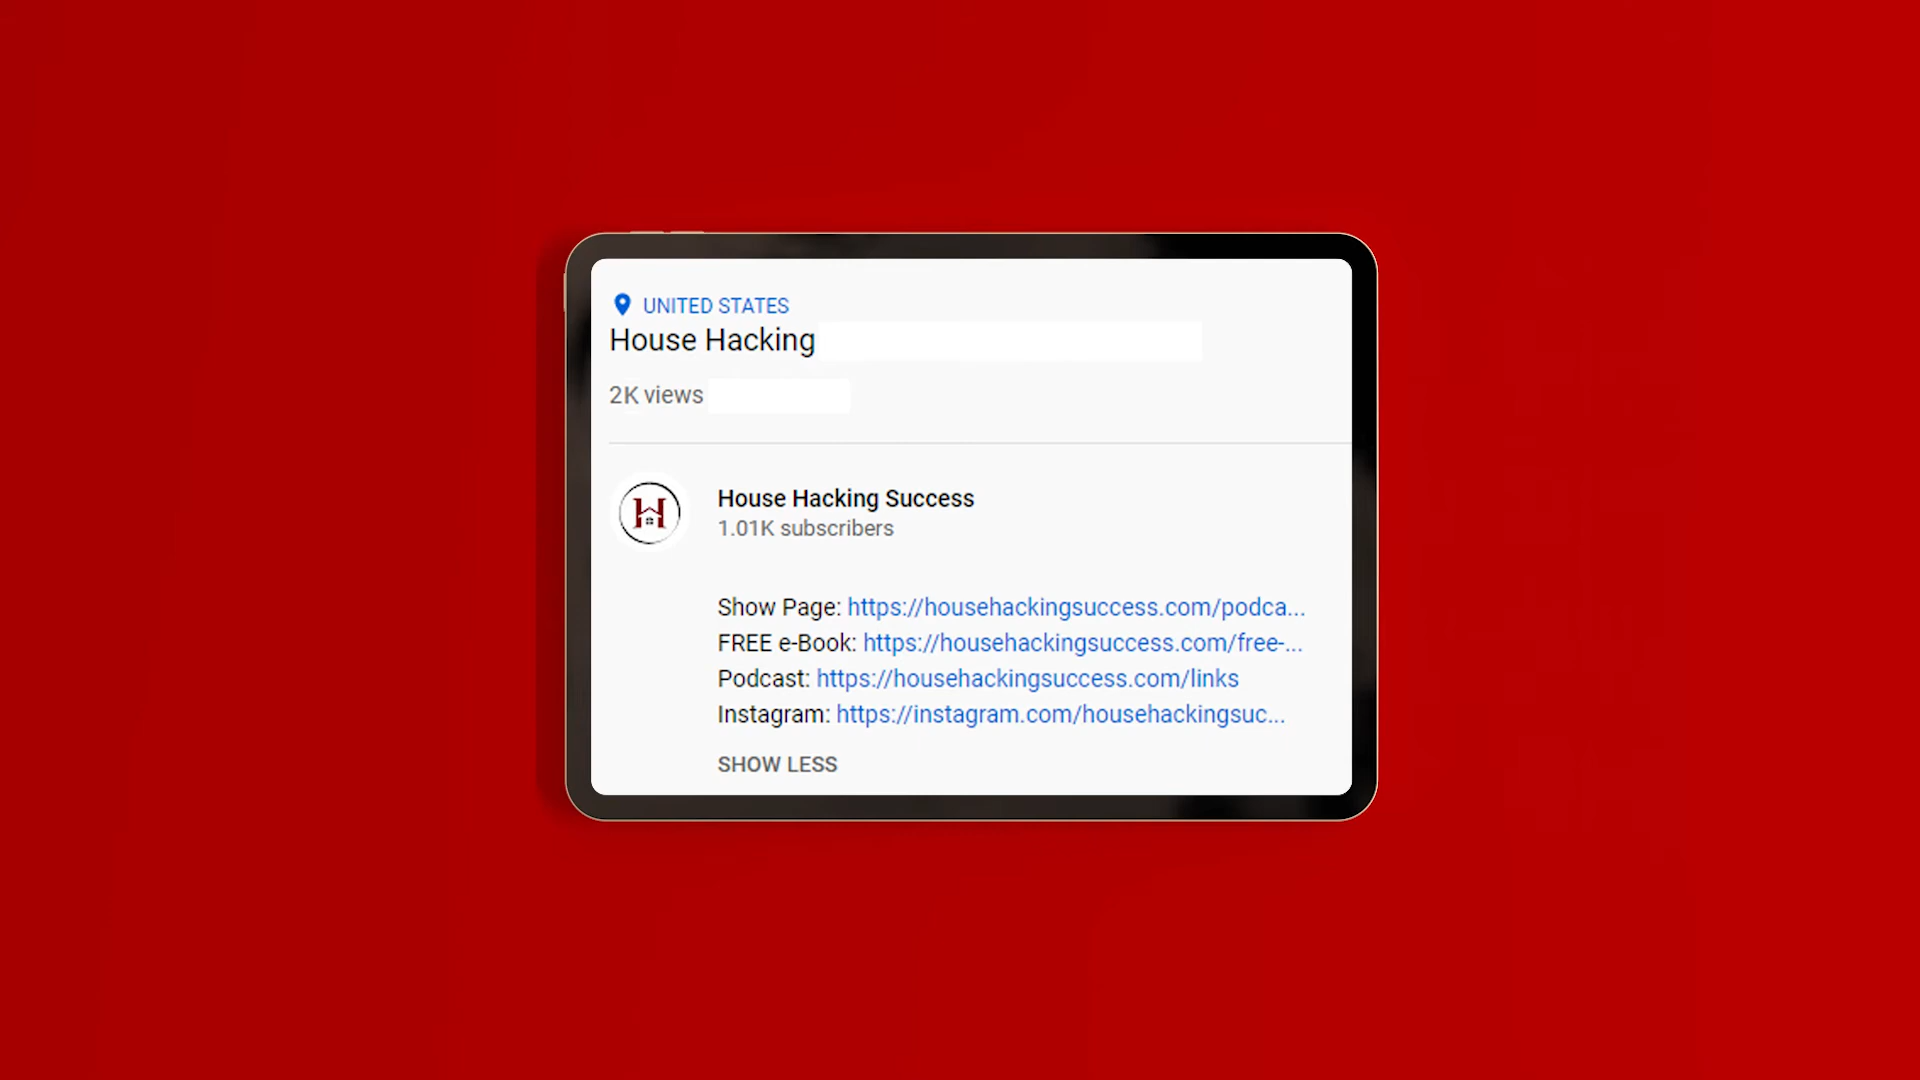 UNITED STATES
House Hacking
2K views
H
House Hacking Success
1.01K subscribers
Show Page: https://househackingsuccess.com/podca...
FREE e-Book: https://househackingsuccess.com/free-...
Podcast: https://househackingsuccess.com/links
Instagram: https://instagram.com/househackingsuc...
SHOW LESS